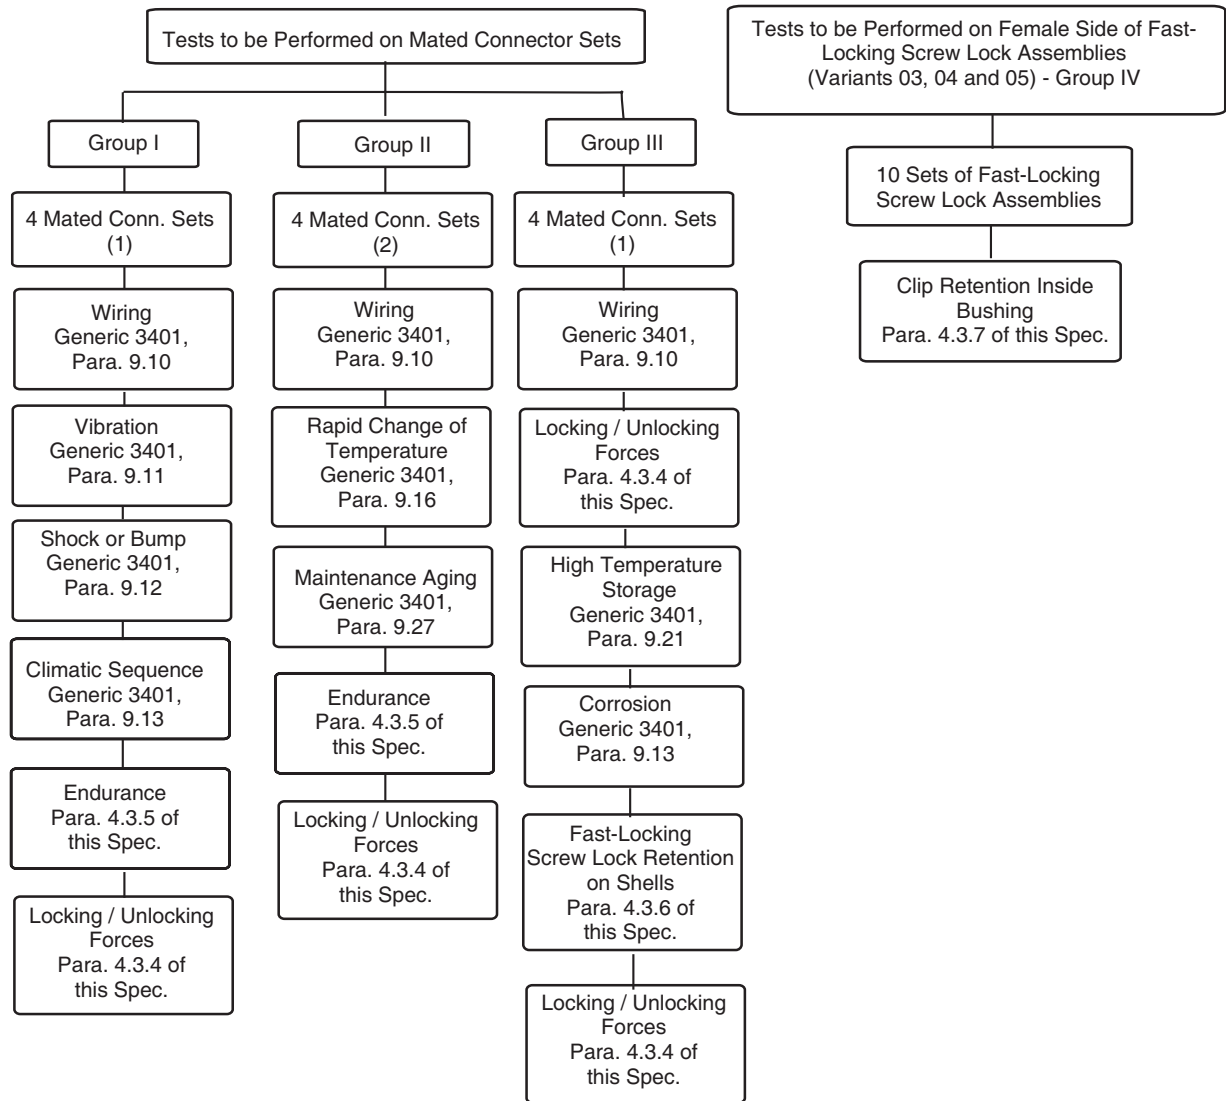 Tests to be Performed on Mated Connector Sets
Group I
4 Mated Conn. Sets
(1)
Wiring
Generic 3401,
Para. 9.10
Vibration
Generic 3401,
Para. 9.11
Shock or Bump
Generic 3401,
Para. 9.12
Climatic Sequence
Generic 3401,
Para. 9.13
Endurance
Para. 4.3.5 of
this Spec.
Locking / Unlocking
Forces
Para. 4.3.4 of
this Spec.
Group II
4 Mated Conn. Sets
(2)
Wiring
Generic 3401,
Para. 9.10
Rapid Change of
Temperature
Generic 3401,
Para. 9.16
Maintenance Aging
Generic 3401,
Para. 9.27
Endurance
Para. 4.3.5 of
this Spec.
Locking / Unlocking
Forces
Para. 4.3.4 of
this Spec.
Group III
4 Mated Conn. Sets
(1)
Wiring
Generic 3401,
Para. 9.10
Locking / Unlocking
Forces
Para. 4.3.4 of
this Spec.
High Temperature
Storage
Generic 3401,
Para. 9.21
Corrosion
Generic 3401,
Para. 9.13
Fast-Locking
Screw Lock Retention
on Shells
Para. 4.3.6 of
this Spec.
Locking / Unlocking
Forces
Para. 4.3.4 of
this Spec.
Tests to be Performed on Female Side of Fast-
Locking Screw Lock Assemblies
(Variants 03, 04 and 05) - Group IV
10 Sets of Fast-Locking
Screw Lock Assemblies
Clip Retention Inside
Bushing
Para. 4.3.7 of this Spec.